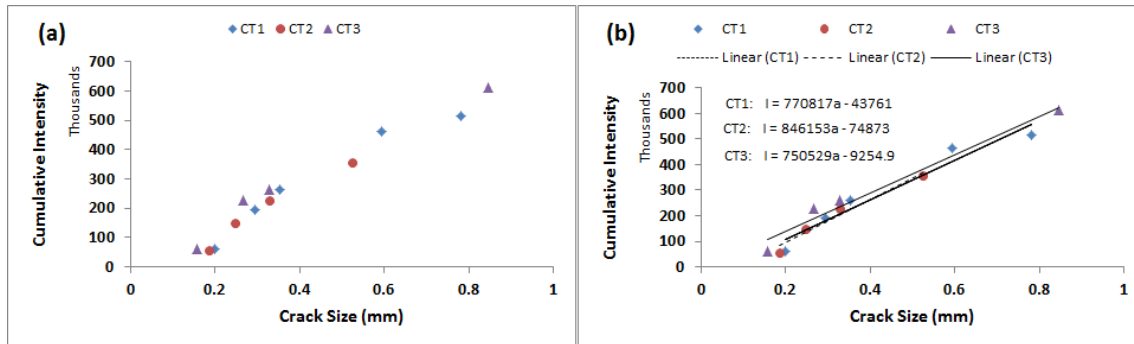 (a)
CT1 CT2 CT3
Cumulative Intensity
Thousands
700
600
500
400
300
200
100
0
0 0.2 0.4 0.6 0.8 1
Crack Size (mm)
(b)
CT1 CT2 CT3
Linear (CT1) Linear (CT2) Linear (CT3)
Cumulative Intensity
Thousands
700
600
500
400
300
200
100
0
CT1: I = 770817a - 43761
CT2: I = 846153a - 74873
CT3: I = 750529a - 9254.9
0 0.2 0.4 0.6 0.8 1
Crack Size (mm)